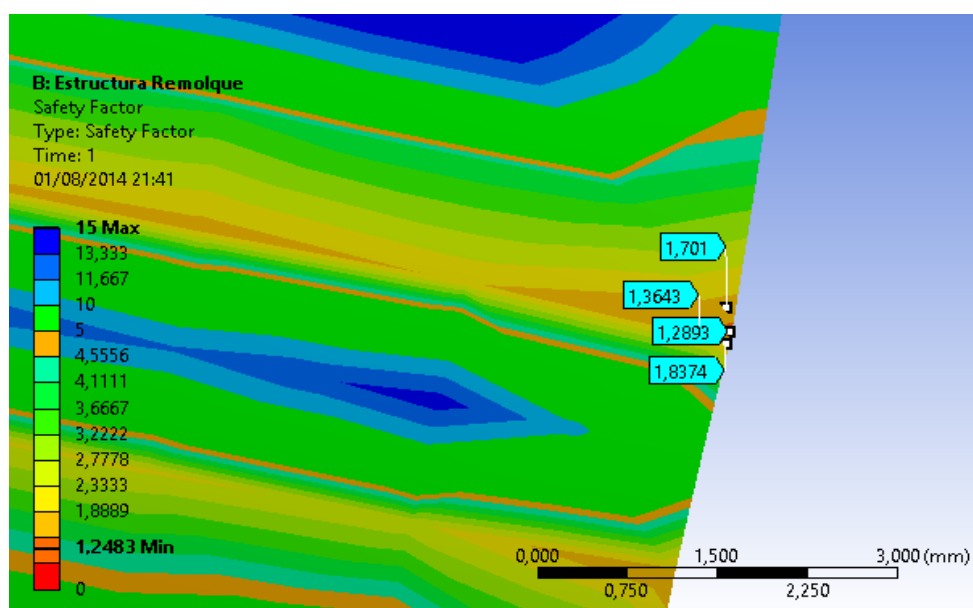 B: Estructura Remolque
Safety Factor
Type: Safety Factor
Time: 1
01/08/2014 21:41
15 Max
13,333
11,667
10
5
4,5556
4,1111
3,6667
3,2222
2,7778
2,3333
1,8889
1,2483 Min
0
1,701
1,3643
1,2893
1,8374
0,000 1,500 3,000 (mm)
0,750 2,250